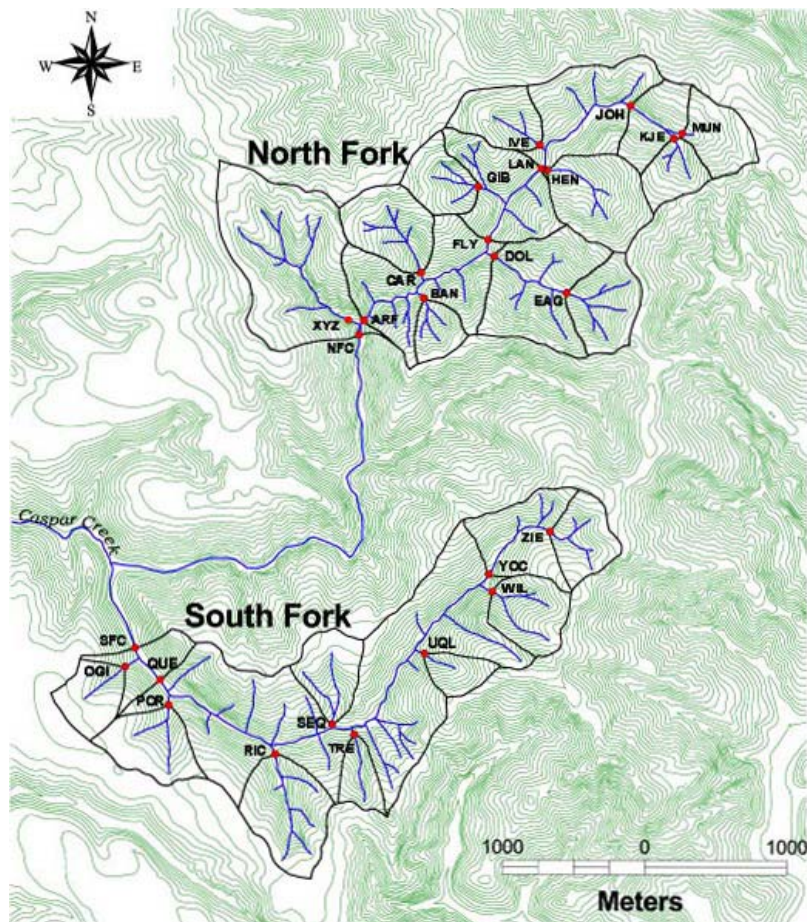 N
W E
S
North Fork
JOH
MUN
KJE
IVE
LAN
HEN
GIB
FLY
DOL
CAR
BAN
EAG
XYZ
ARF
NFC
Caspar Creek
ZIE
YOC
WIL
South Fork
SFC
UQL
OGI
QUE
POR
SEQ
TRE
RIC
1000 0 1000
Meters